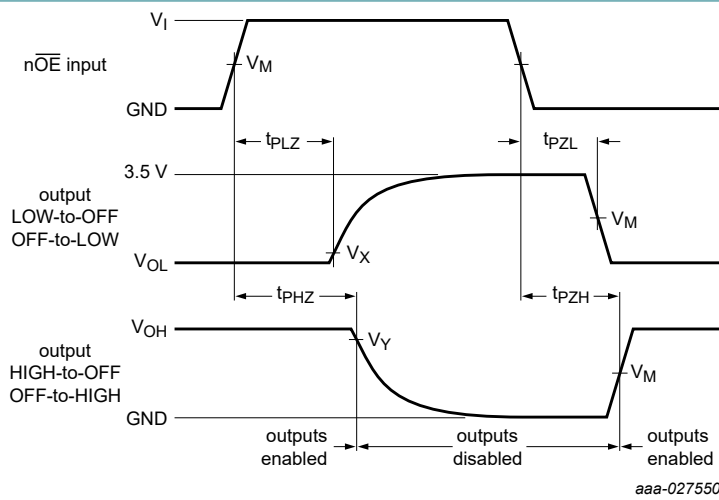 V_I
nO̅E̅ input
V_M
GND
t_PLZ
t_PZL
3.5 V
output
LOW-to-OFF
OFF-to-LOW
V_M
V_X
V_OL
t_PHZ
t_PZH
V_OH
output
HIGH-to-OFF
OFF-to-HIGH
V_Y
V_M
GND
outputs
enabled
outputs
disabled
outputs
enabled
aaa-027550